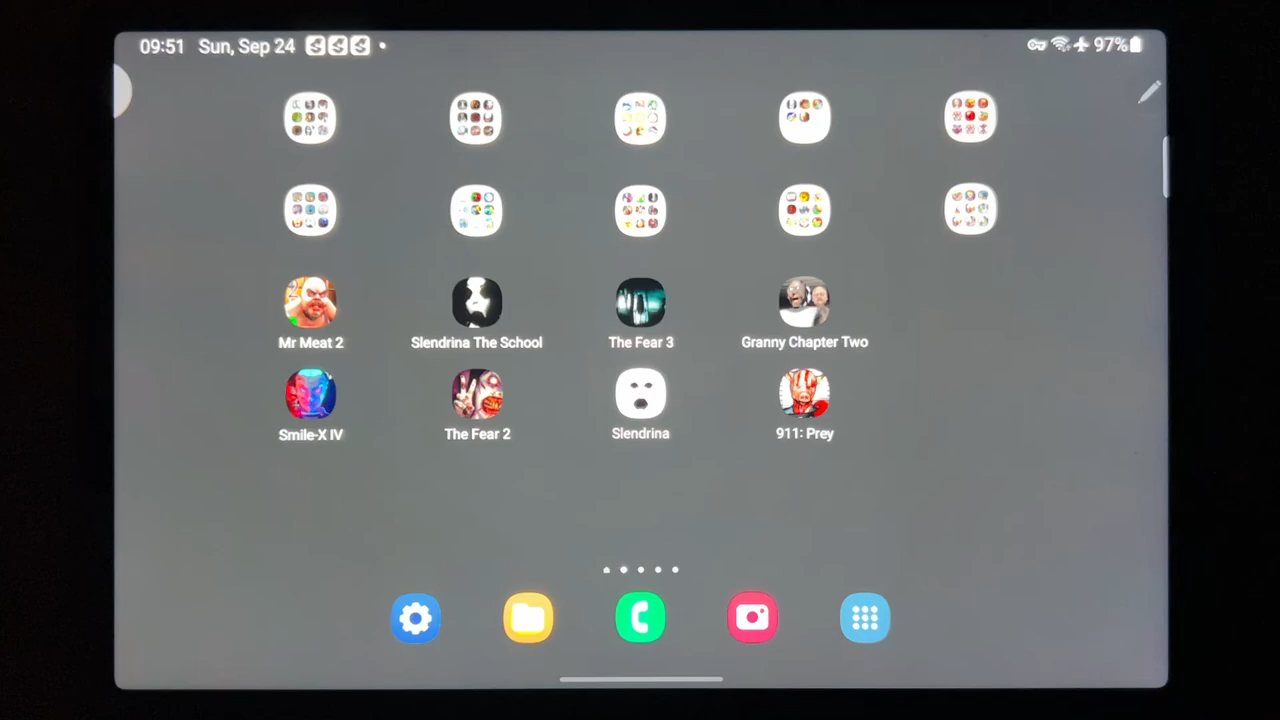 09:51 Sun, Sep 24 97%
Mr Meat 2 Slendrina The School The Fear 3 Granny Chapter Two
Smile-X IV The Fear 2 Slendrina 911: Prey